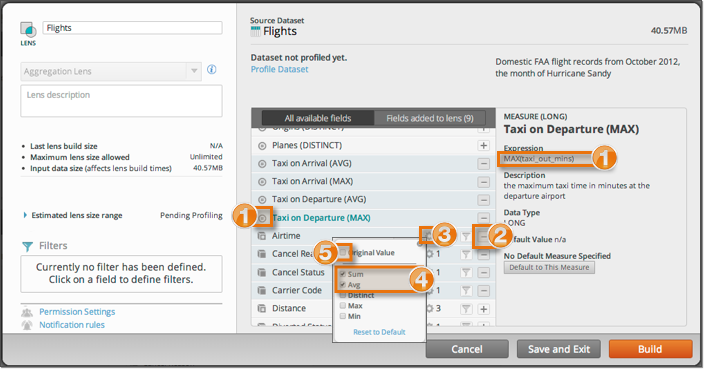 Flights
LENS
Aggregation Lens
Lens description
• Last lens build size N/A
• Maximum lens size allowed Unlimited
• Input data size (affects lens build times) 40.57MB
Estimated lens size range Pending Profiling
Filters
Currently no filter has been defined.
Click on a field to define filters.
Permission Settings
Notification rules
Source Dataset
Flights
40.57MB
Dataset not profiled yet.
Profile Dataset
Domestic FAA flight records from October 2012,
the month of Hurricane Sandy
All available fields
Fields added to lens (9)
Origins (DISTINCT)
Planes (DISTINCT)
Taxi on Arrival (AVG)
Taxi on Arrival (MAX)
Taxi on Departure (AVG)
1 Taxi on Departure (MAX)
Airtime 3 2
Cancel Rea 1
Cancel Status 1
Carrier Code 1
Distance 3
Diverted Status
5 Original Value
Sum
Avg 4
Distinct
Max
Min
Reset to Default
MEASURE (LONG)
Taxi on Departure (MAX)
Expression
MAX(taxi_out_mins) 1
Description
the maximum taxi time in minutes at the
departure airport
Data Type
LONG
Default Value n/a
No Default Measure Specified
Default to This Measure
Cancel
Save and Exit
Build